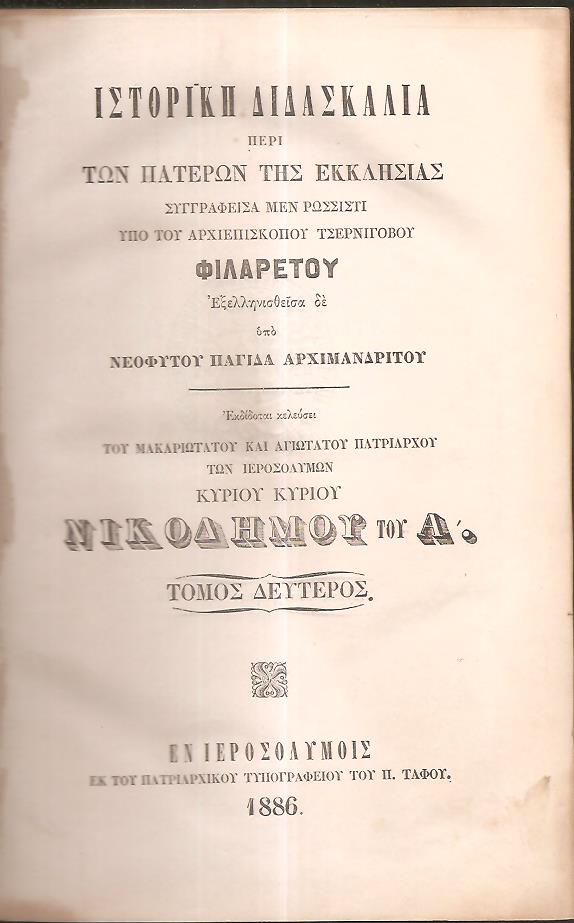 ΙΣΤΟΡΙΚΗ ΔΙΔΑΣΚΑΛΙΑ
ΠΕΡΙ
ΤΩΝ ΠΑΤΕΡΩΝ ΤΗΣ ΕΚΚΛΗΣΙΑΣ
ΣΥΓΓΡΑΦΕΙΣΑ ΜΕΝ ΡΩΣΣΙΣΤΙ
ΥΠΟ ΤΟΥ ΑΡΧΙΕΠΙΣΚΟΠΟΥ ΤΣΕΡΝΙΓΟΒΟΥ
ΦΙΛΑΡΕΤΟΥ
Ἐξελληνισθεῖσα δὲ
ὑπὸ
ΝΕΟΦΥΤΟΥ ΠΑΓΙΔΑ ΑΡΧΙΜΑΝΔΡΙΤΟΥ
Ἐκδίδοται κελεύσει
ΤΟΥ ΜΑΚΑΡΙΩΤΑΤΟΥ ΚΑΙ ΑΓΙΩΤΑΤΟΥ ΠΑΤΡΙΑΡΧΟΥ
ΤΩΝ ΙΕΡΟΣΟΛΥΜΩΝ
ΚΥΡΙΟΥ ΚΥΡΙΟΥ
ΝΙΚΟΔΗΜΟΥ ΤΟΥ Α΄.
ΤΟΜΟΣ ΔΕΥΤΕΡΟΣ.
ΕΝ ΙΕΡΟΣΟΛΥΜΟΙΣ
ΕΚ ΤΟΥ ΠΑΤΡΙΑΡΧΙΚΟΥ ΤΥΠΟΓΡΑΦΕΙΟΥ ΤΟΥ Π. ΤΑΦΟΥ.
1886.